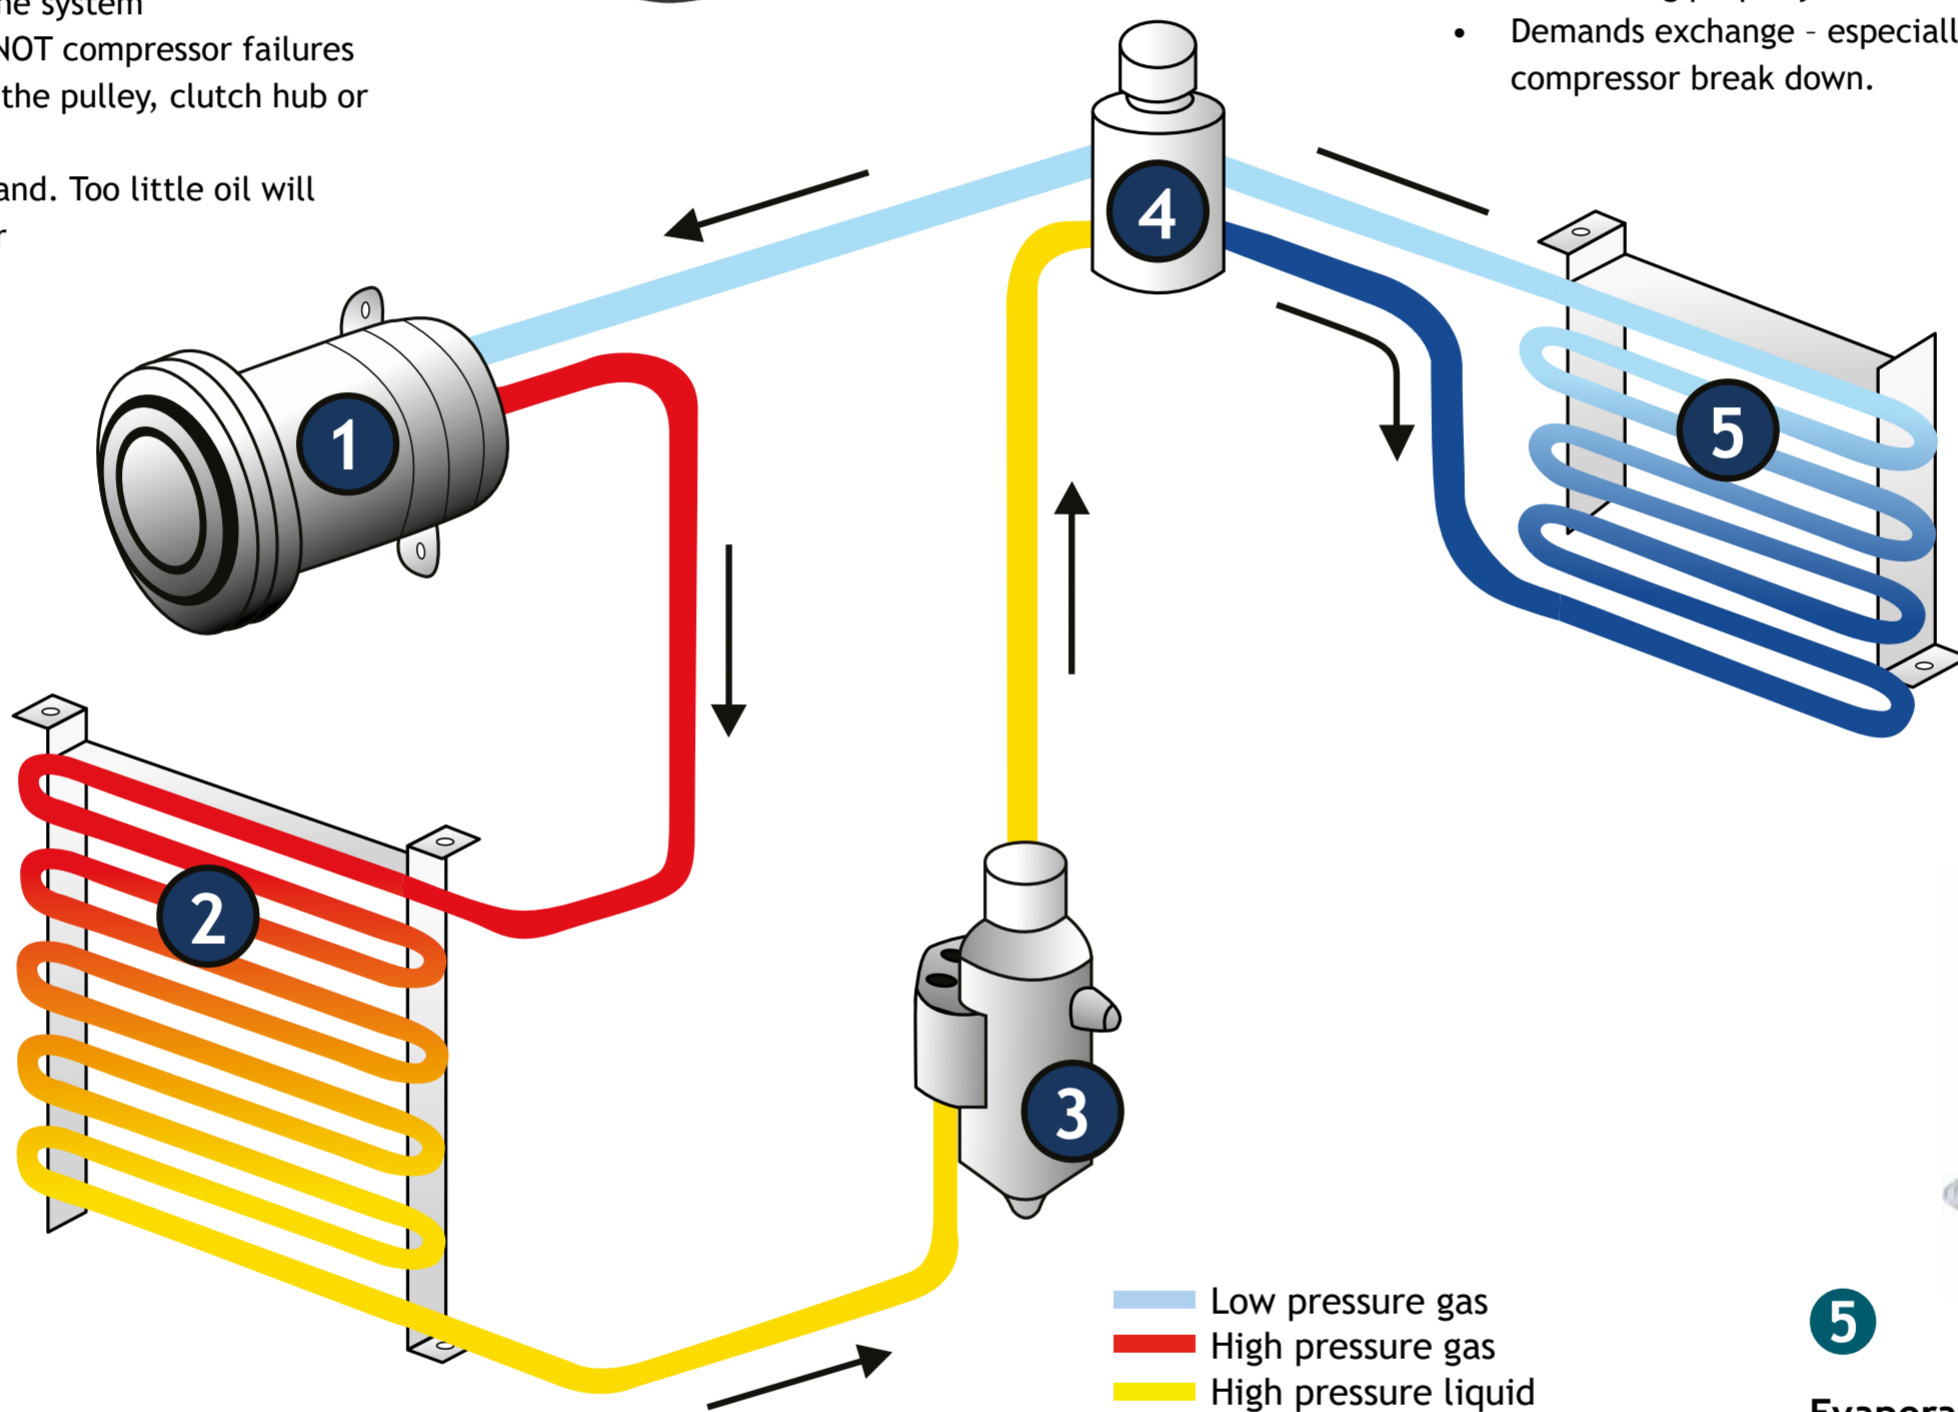 system
NOT compressor failures
the pulley, clutch hub or
and. Too little oil will
• Demands exchange – especiall
compressor break down.
4
1
5
2
3
Low pressure gas
High pressure gas
High pressure liquid
5